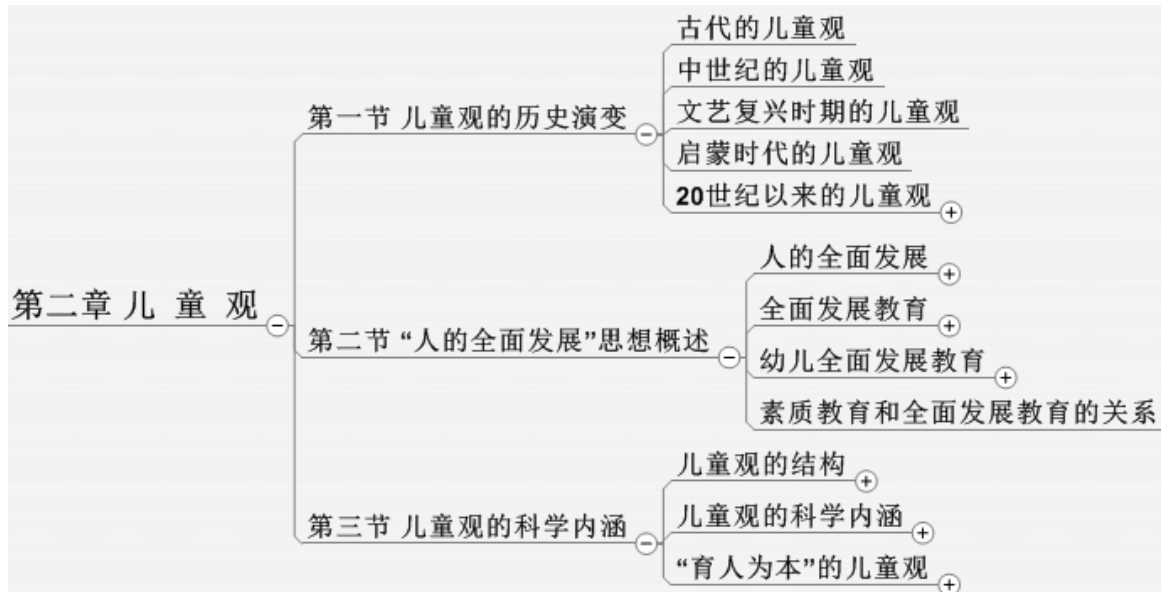 第二章 儿 童 观
第一节 儿童观的历史演变
古代的儿童观
中世纪的儿童观
文艺复兴时期的儿童观
启蒙时代的儿童观
20世纪以来的儿童观
第二节 “人的全面发展”思想概述
人的全面发展
全面发展教育
幼儿全面发展教育
素质教育和全面发展教育的关系
第三节 儿童观的科学内涵
儿童观的结构
儿童观的科学内涵
“育人为本”的儿童观